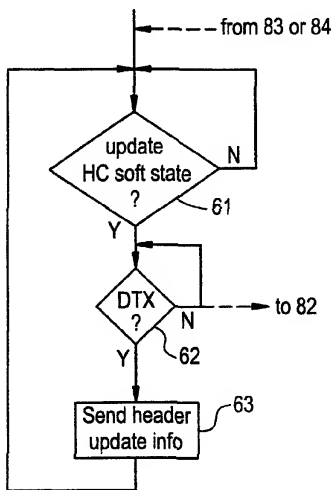 from 83 or 84
update
HC soft state
?
N
61
Y
DTX
?
N
to 82
62
Y
Send header
update info
63